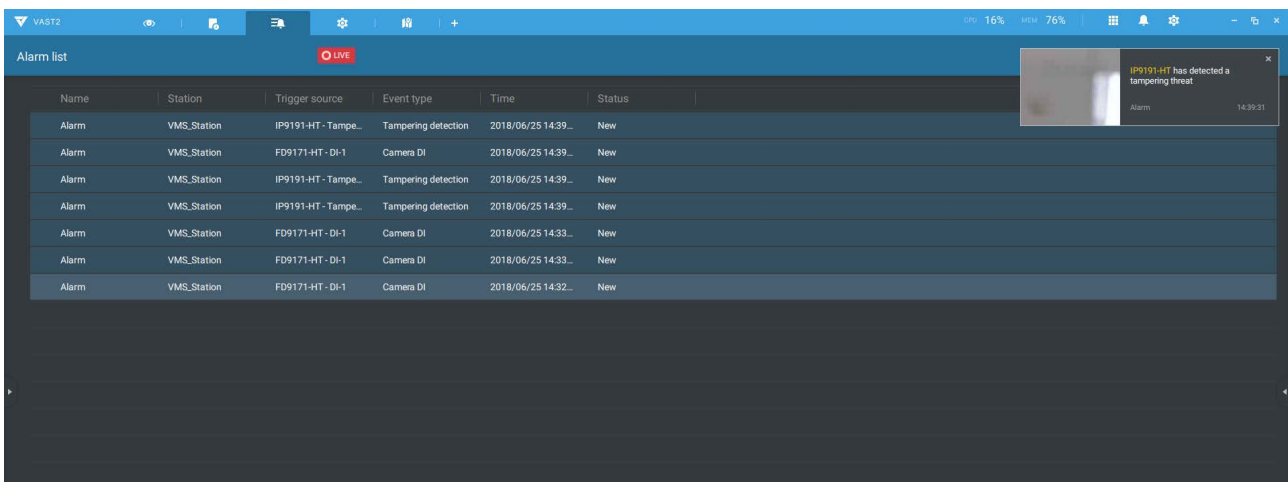 VAST2 CPU 16% MEM 76%
Alarm list LIVE
IP9191-HT has detected a
tampering threat
Alarm 14:39:31
Name Station Trigger source Event type Time Status
Alarm VMS_Station IP9191-HT - Tampe... Tampering detection 2018/06/25 14:39... New
Alarm VMS_Station FD9171-HT - DI-1 Camera DI 2018/06/25 14:39... New
Alarm VMS_Station IP9191-HT - Tampe... Tampering detection 2018/06/25 14:39... New
Alarm VMS_Station IP9191-HT - Tampe... Tampering detection 2018/06/25 14:39... New
Alarm VMS_Station FD9171-HT - DI-1 Camera DI 2018/06/25 14:33... New
Alarm VMS_Station FD9171-HT - DI-1 Camera DI 2018/06/25 14:33... New
Alarm VMS_Station FD9171-HT - DI-1 Camera DI 2018/06/25 14:32... New